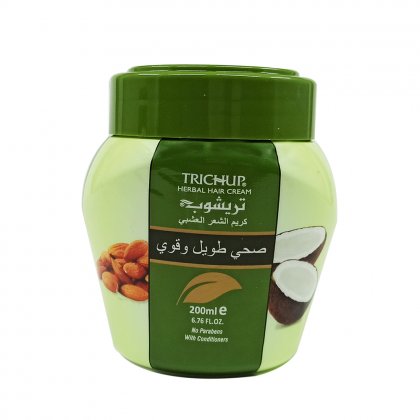 TRICHUP®
HERBAL HAIR CREAM
تريشوب
كريم الشعر العشبي
صحي طويل وقوي
200ml e
6.76 FL.OZ.
No Parabens
With Conditioners